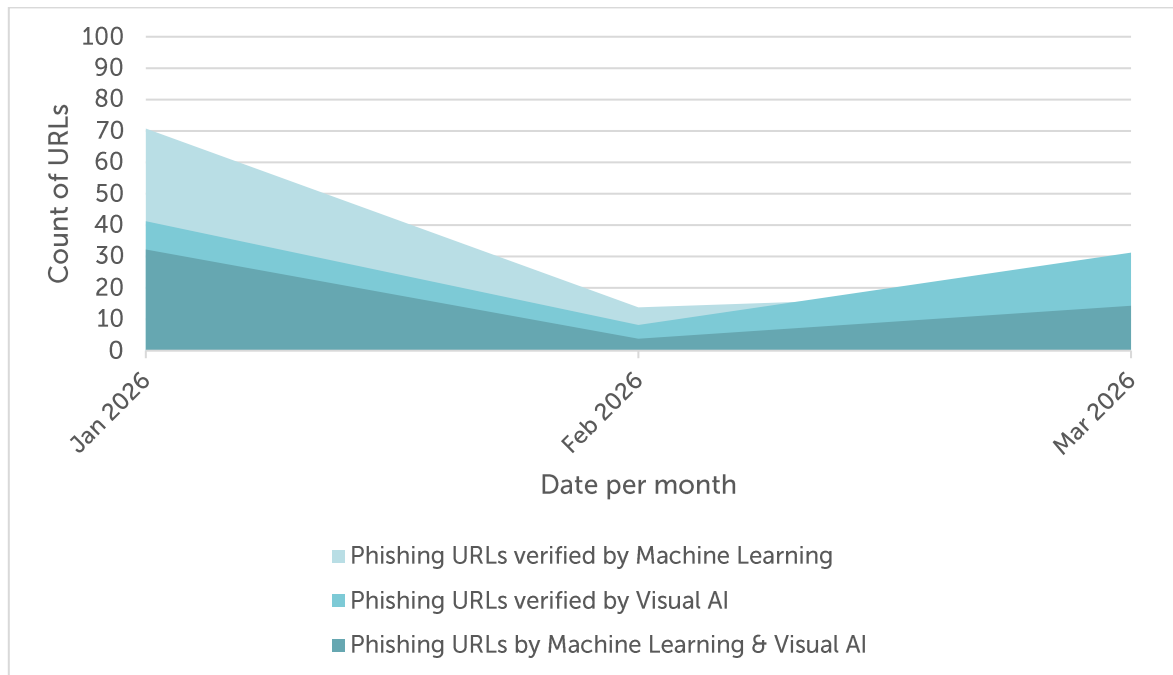 100
90
80
70
60
50
40
30
20
10
0
Count of URLs
Jan 2026
Feb 2026
Mar 2026
Date per month
Phishing URLs verified by Machine Learning
Phishing URLs verified by Visual AI
Phishing URLs by Machine Learning & Visual AI